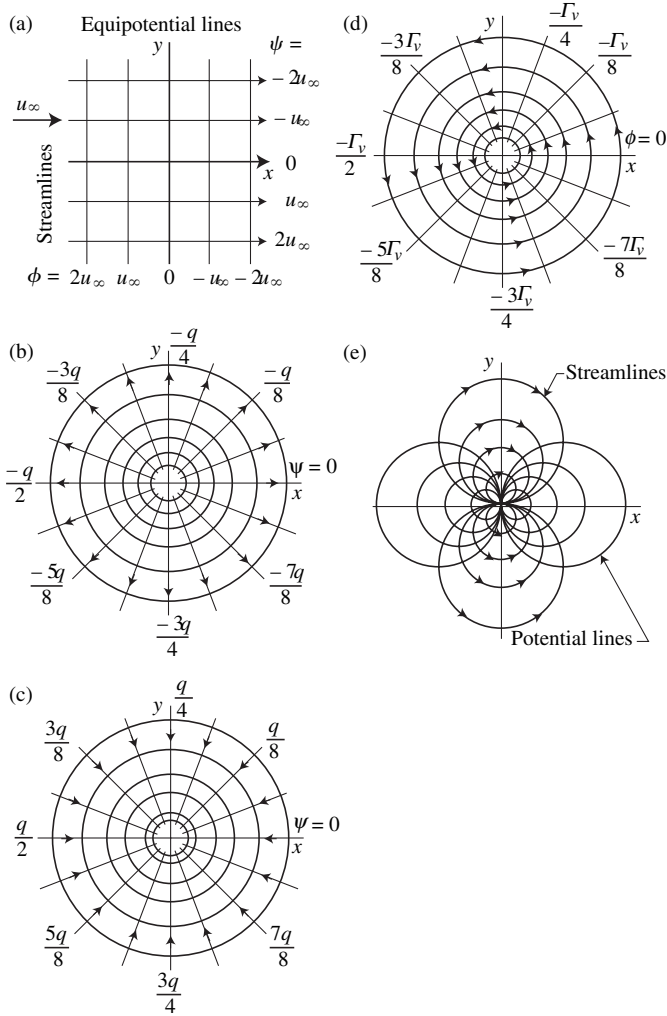 (a)
Equipotential lines
y
ψ =
−2u∞
u∞
−u∞
Streamlines
x
0
u∞
2u∞
ϕ = 2u∞ u∞ 0 −u∞ −2u∞
(b)
y
−q/4
−3q/8
−q/8
−q/2
ψ = 0
x
−5q/8
−7q/8
−3q/4
(c)
y
q/4
3q/8
q/8
q/2
ψ = 0
x
5q/8
7q/8
3q/4
(d)
y
−Γv/4
−3Γv/8
−Γv/8
−Γv/2
ϕ = 0
x
−5Γv/8
−7Γv/8
−3Γv/4
(e)
y
Streamlines
x
Potential lines